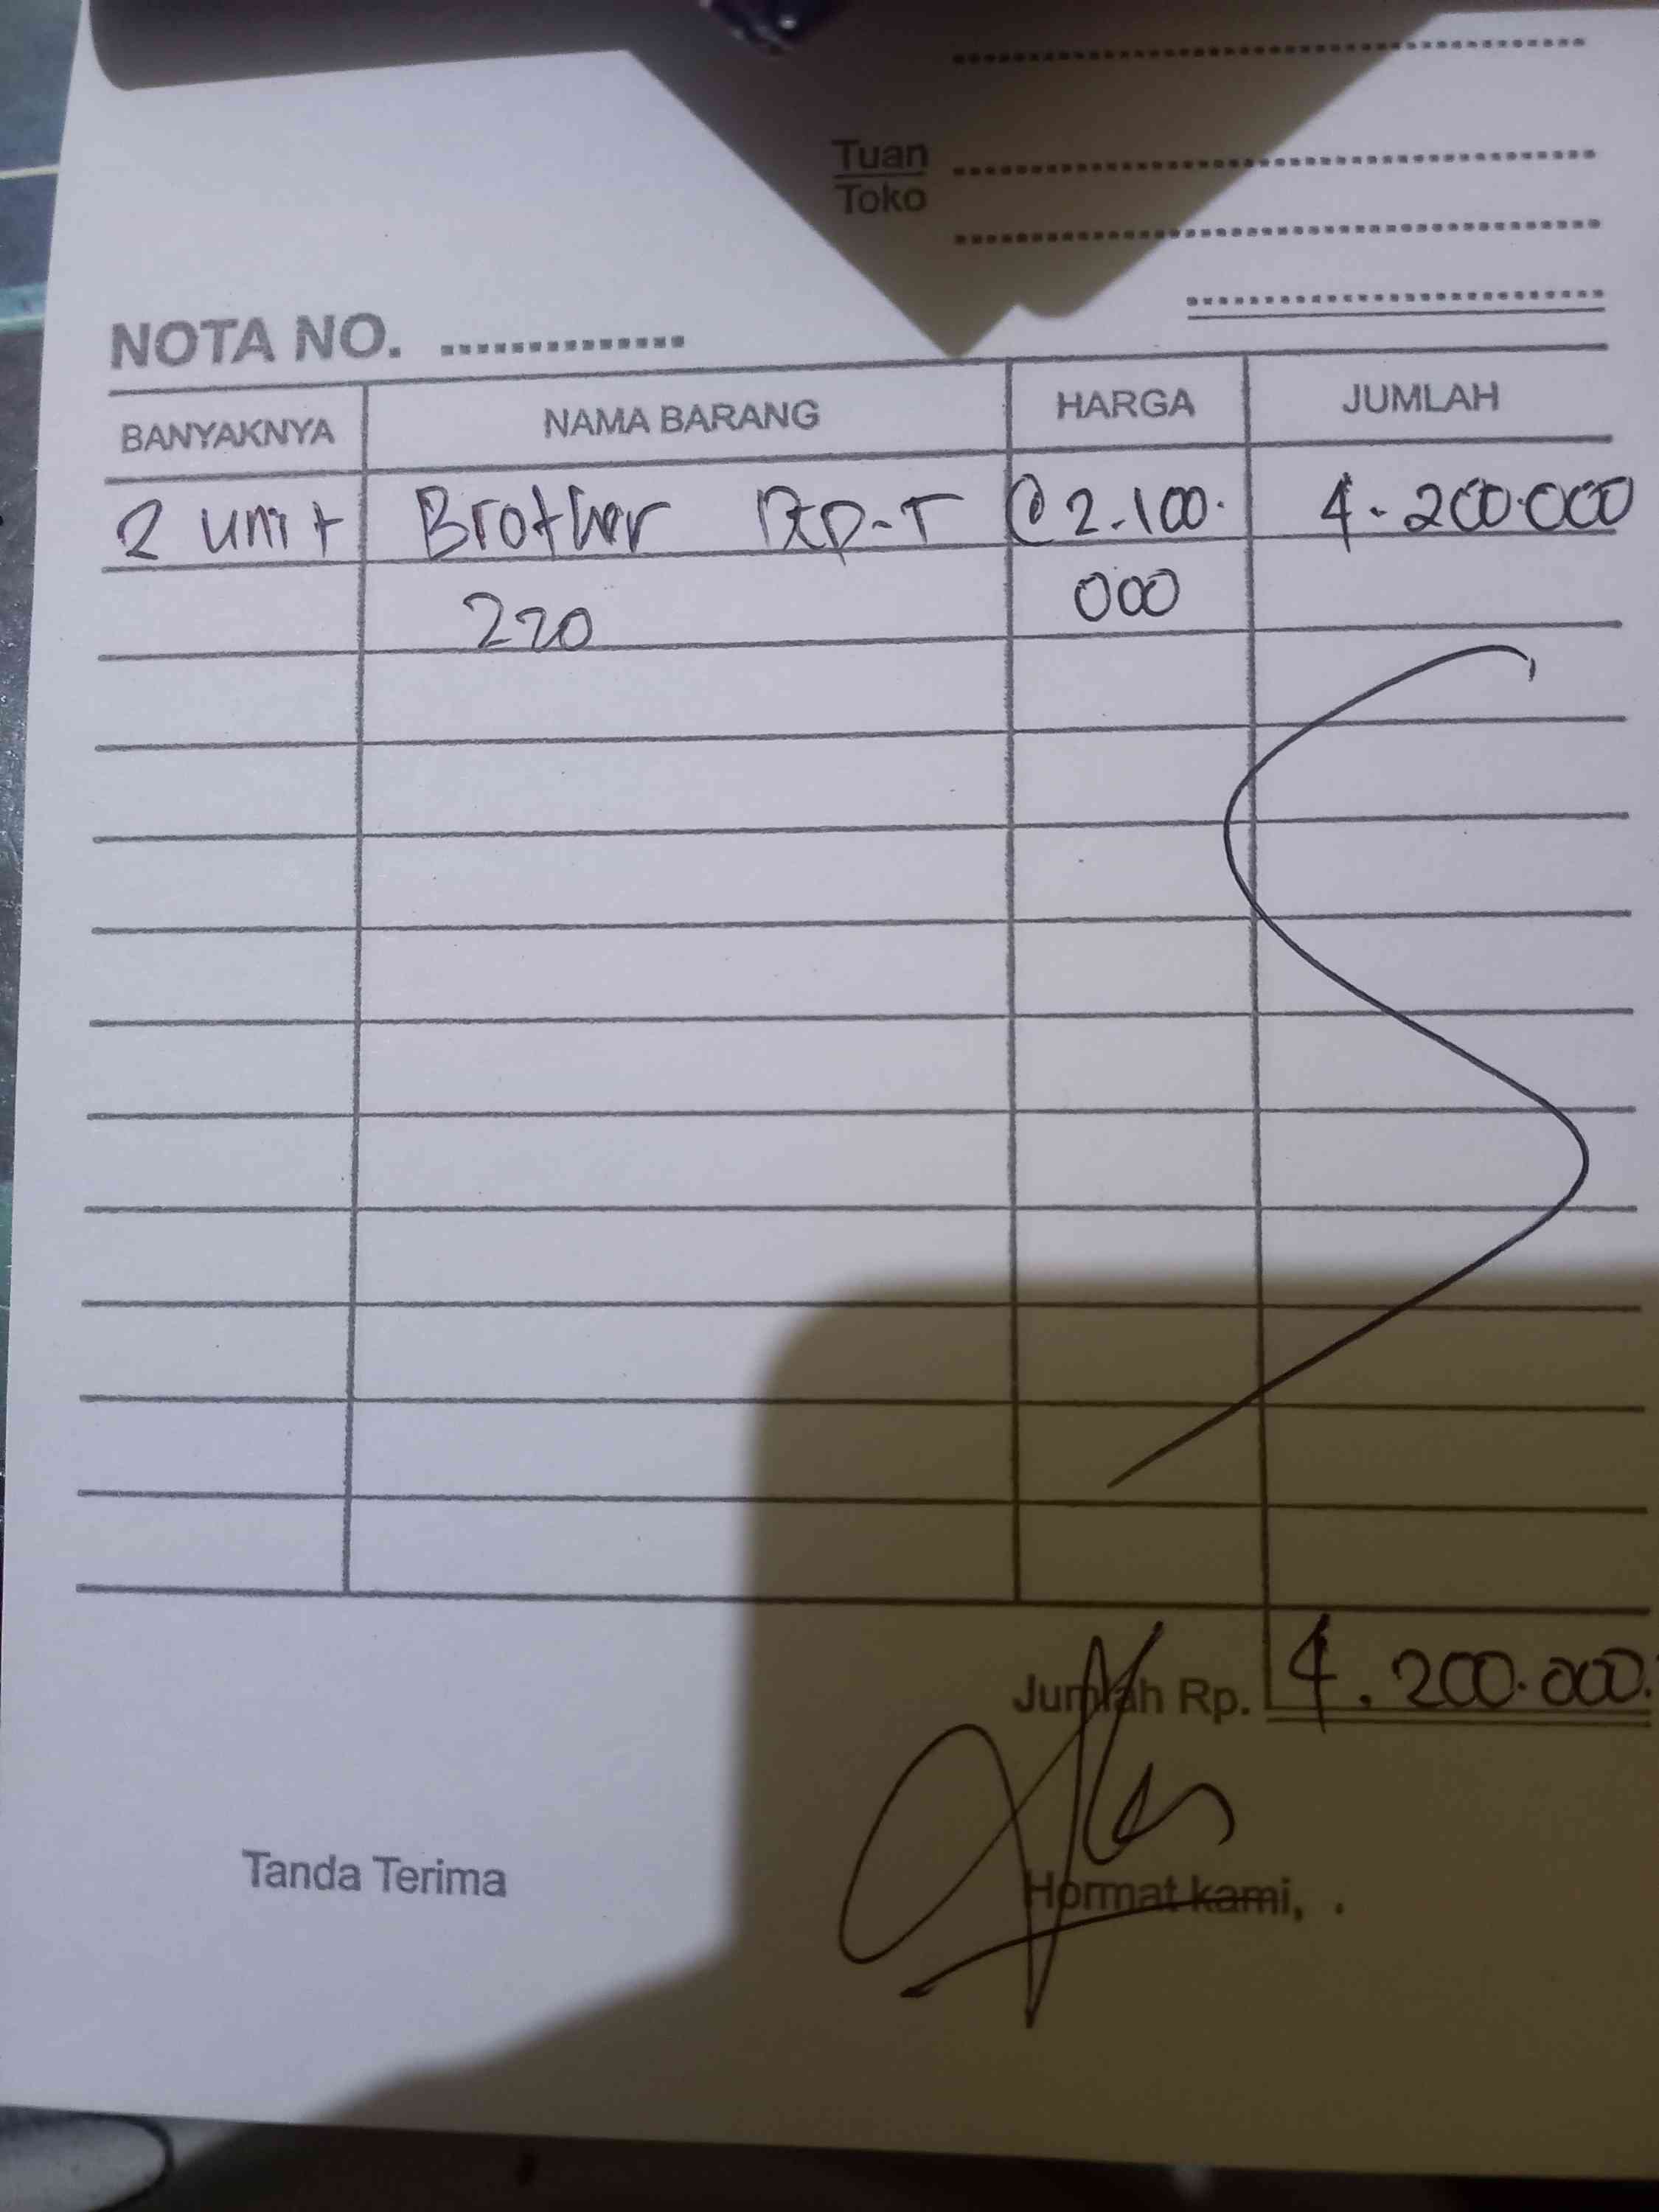 Tuan
Toko
NOTA NO. ..............
BANYAKNYA NAMA BARANG HARGA JUMLAH
2 unit Brother DCP-T @ 2.100. 4.200.000
220 000
Jumlah Rp. 4.200.000.
Tanda Terima Hormat kami,